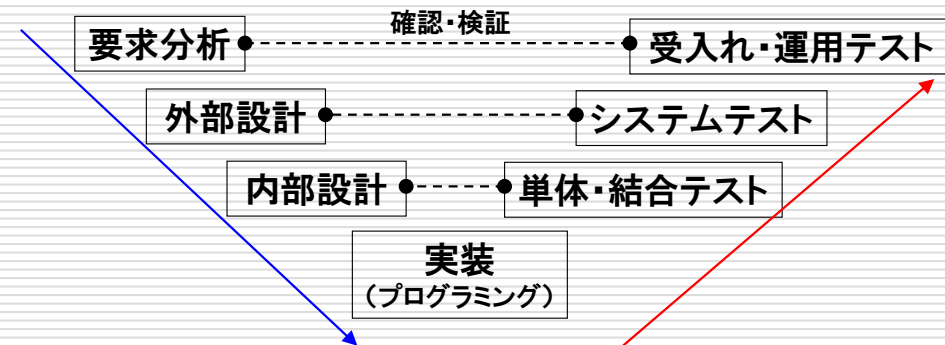 確認・検証
要求分析
受入れ・運用テスト
外部設計
システムテスト
内部設計
単体・結合テスト
実装
（プログラミング）